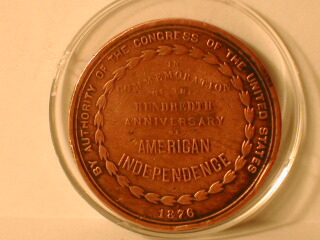 BY AUTHORITY OF THE CONGRESS OF THE UNITED STATES
IN
COMMEMORATION
OF THE
HUNDREDTH
ANNIVERSARY
OF
AMERICAN
INDEPENDENCE
1876